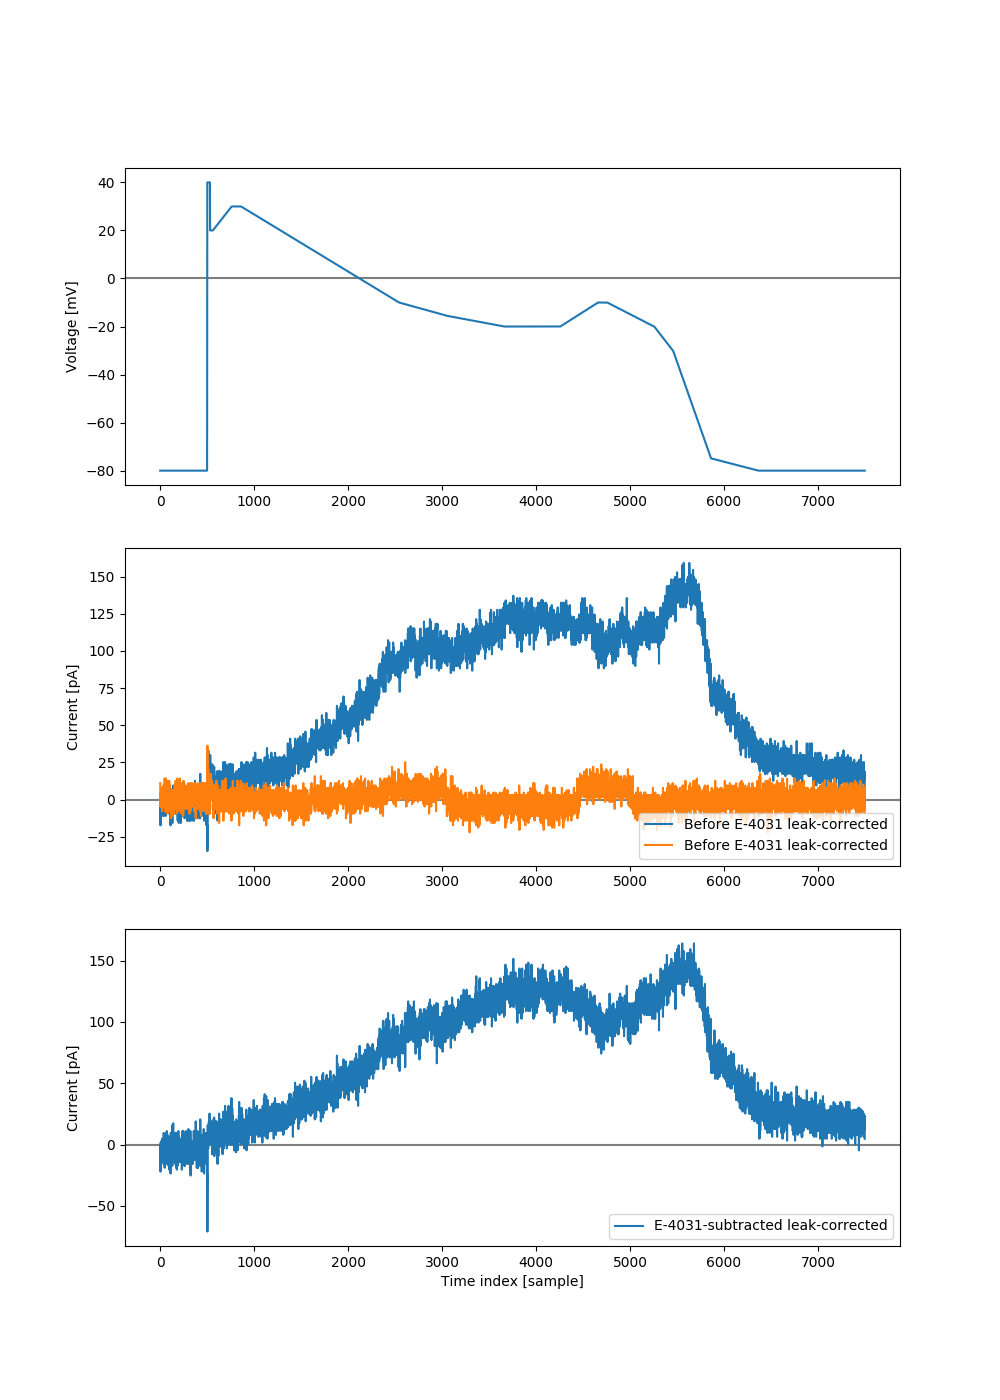 40
20
0
−20
−40
−60
−80
Voltage [mV]
0 1000 2000 3000 4000 5000 6000 7000
150
125
100
75
50
25
0
−25
Current [pA]
Before E-4031 leak-corrected
Before E-4031 leak-corrected
0 1000 2000 3000 4000 5000 6000 7000
150
100
50
0
−50
Current [pA]
E-4031-subtracted leak-corrected
0 1000 2000 3000 4000 5000 6000 7000
Time index [sample]